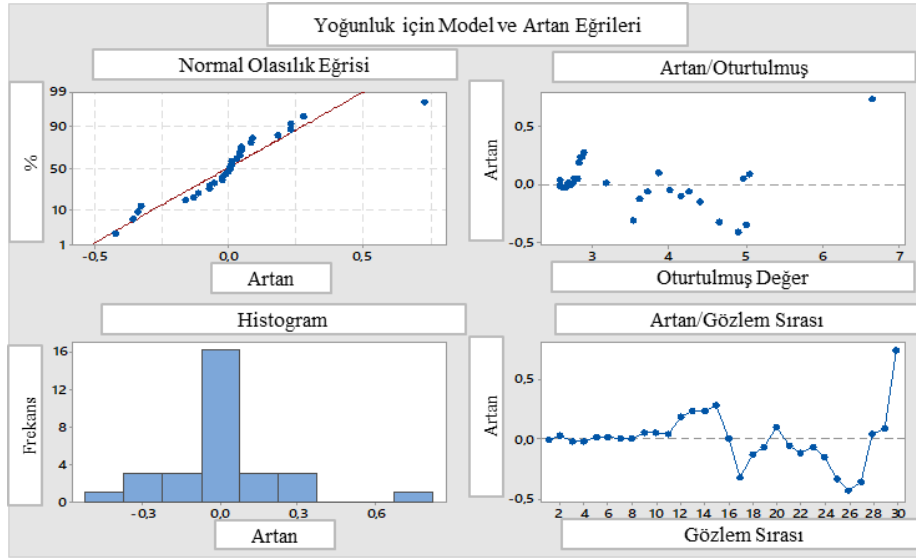 Yoğunluk için Model ve Artan Eğrileri
Normal Olasılık Eğrisi
%
99
90
50
10
1
-0,5 0,0 0,5
Artan
Artan/Oturtulmuş
Artan
0,5
0,0
-0,5
3 4 5 6 7
Oturtulmuş Değer
Histogram
Frekans
16
12
8
4
0
-0,3 0,0 0,3 0,6
Artan
Artan/Gözlem Sırası
Artan
0,5
0,0
-0,5
2 4 6 8 10 12 14 16 18 20 22 24 26 28 30
Gözlem Sırası